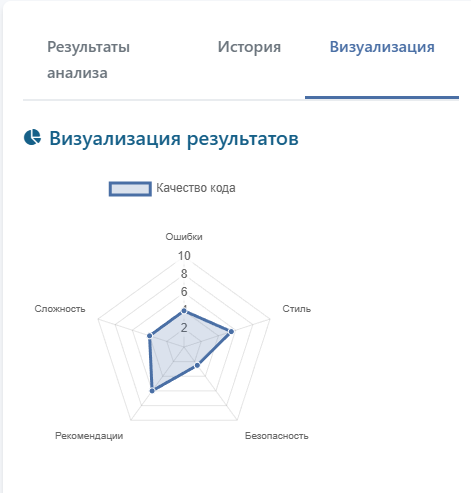 Результаты
анализа
История
Визуализация
Визуализация результатов
Качество кода
Ошибки
10
8
6
4
2
Сложность
Стиль
Рекомендации
Безопасность